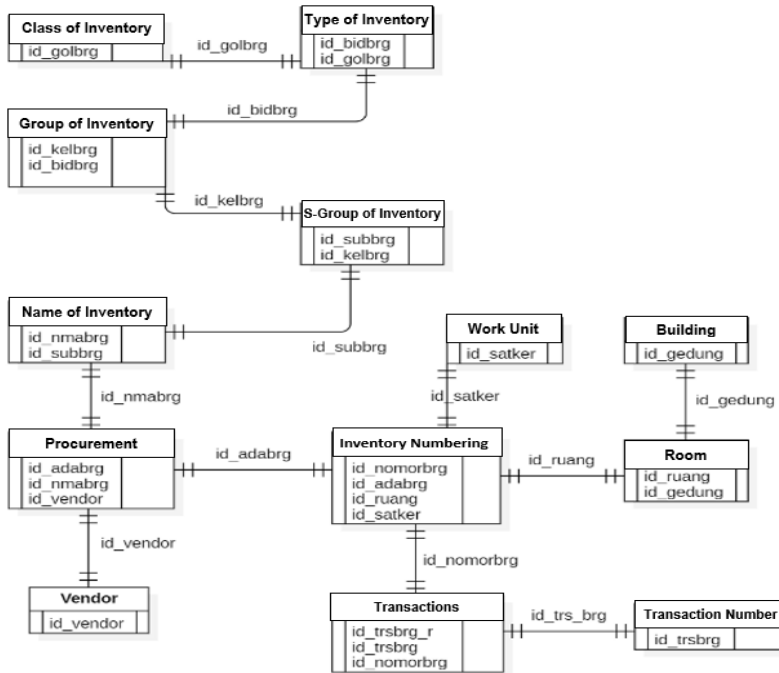 Class of Inventory
id_golbrg
id_golbrg
Type of Inventory
id_bidbrg
id_golbrg
id_bidbrg
Group of Inventory
id_kelbrg
id_bidbrg
id_kelbrg
S-Group of Inventory
id_subbrg
id_kelbrg
id_subbrg
Name of Inventory
id_nmabrg
id_subbrg
id_nmabrg
Work Unit
id_satker
id_satker
Building
id_gedung
id_gedung
Procurement
id_adabrg
id_nmabrg
id_vendor
id_adabrg
Inventory Numbering
id_nomorbrg
id_adabrg
id_ruang
id_satker
id_ruang
Room
id_ruang
id_gedung
id_vendor
Vendor
id_vendor
id_nomorbrg
Transactions
id_trsbrg_r
id_trsbrg
id_nomorbrg
id_trs_brg
Transaction Number
id_trsbrg